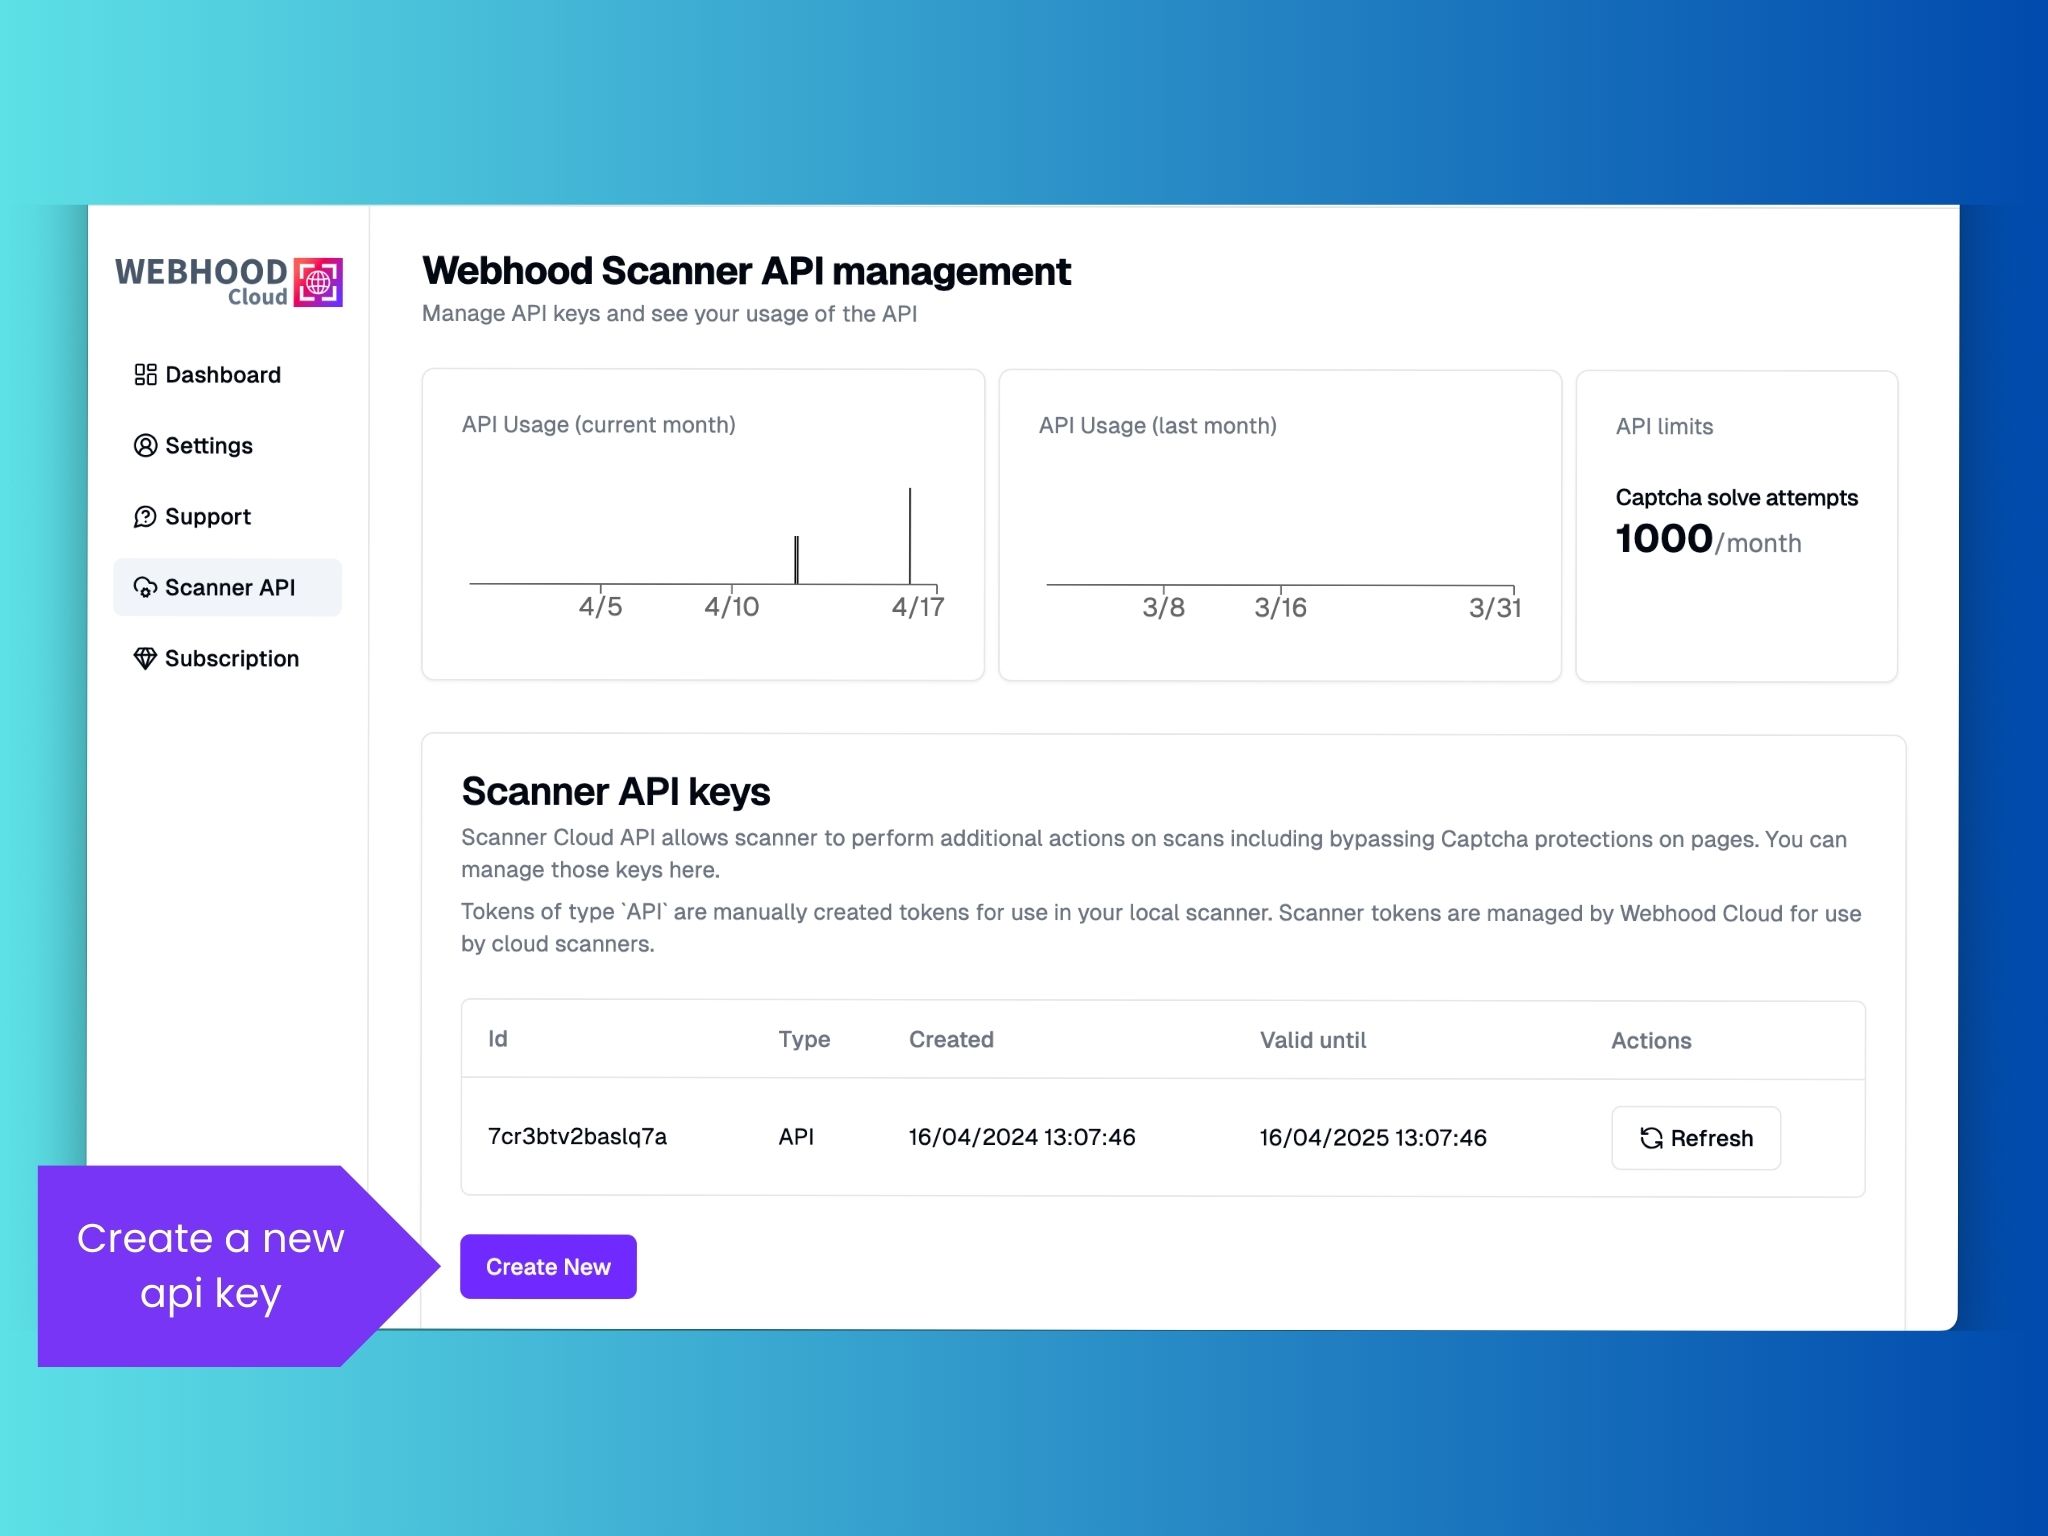 WEBHOOD
Cloud
Dashboard
Settings
Support
Scanner API
Subscription
Webhood Scanner API management
Manage API keys and see your usage of the API
API Usage (current month)
4/5 4/10 4/17
API Usage (last month)
3/8 3/16 3/31
API limits
Captcha solve attempts
1000/month
Scanner API keys
Scanner Cloud API allows scanner to perform additional actions on scans including bypassing Captcha protections on pages. You can
manage those keys here.
Tokens of type `API` are manually created tokens for use in your local scanner. Scanner tokens are managed by Webhood Cloud for use
by cloud scanners.
Id Type Created Valid until Actions
7cr3btv2baslq7a API 16/04/2024 13:07:46 16/04/2025 13:07:46 Refresh
Create New
Create a new
api key